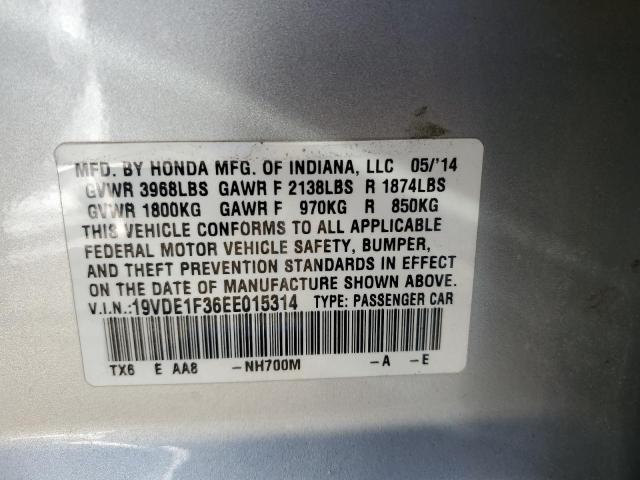 MFD. BY HONDA MFG. OF INDIANA, LLC 05/'14
GVWR 3968LBS GAWR F 2138LBS R 1874LBS
GVWR 1800KG GAWR F 970KG R 850KG
THIS VEHICLE CONFORMS TO ALL APPLICABLE
FEDERAL MOTOR VEHICLE SAFETY, BUMPER,
AND THEFT PREVENTION STANDARDS IN EFFECT
ON THE DATE OF MANUFACTURE SHOWN ABOVE.
V.I.N.:19VDE1F36EE015314 TYPE: PASSENGER CAR
TX6 E AA8 -NH700M -A -E